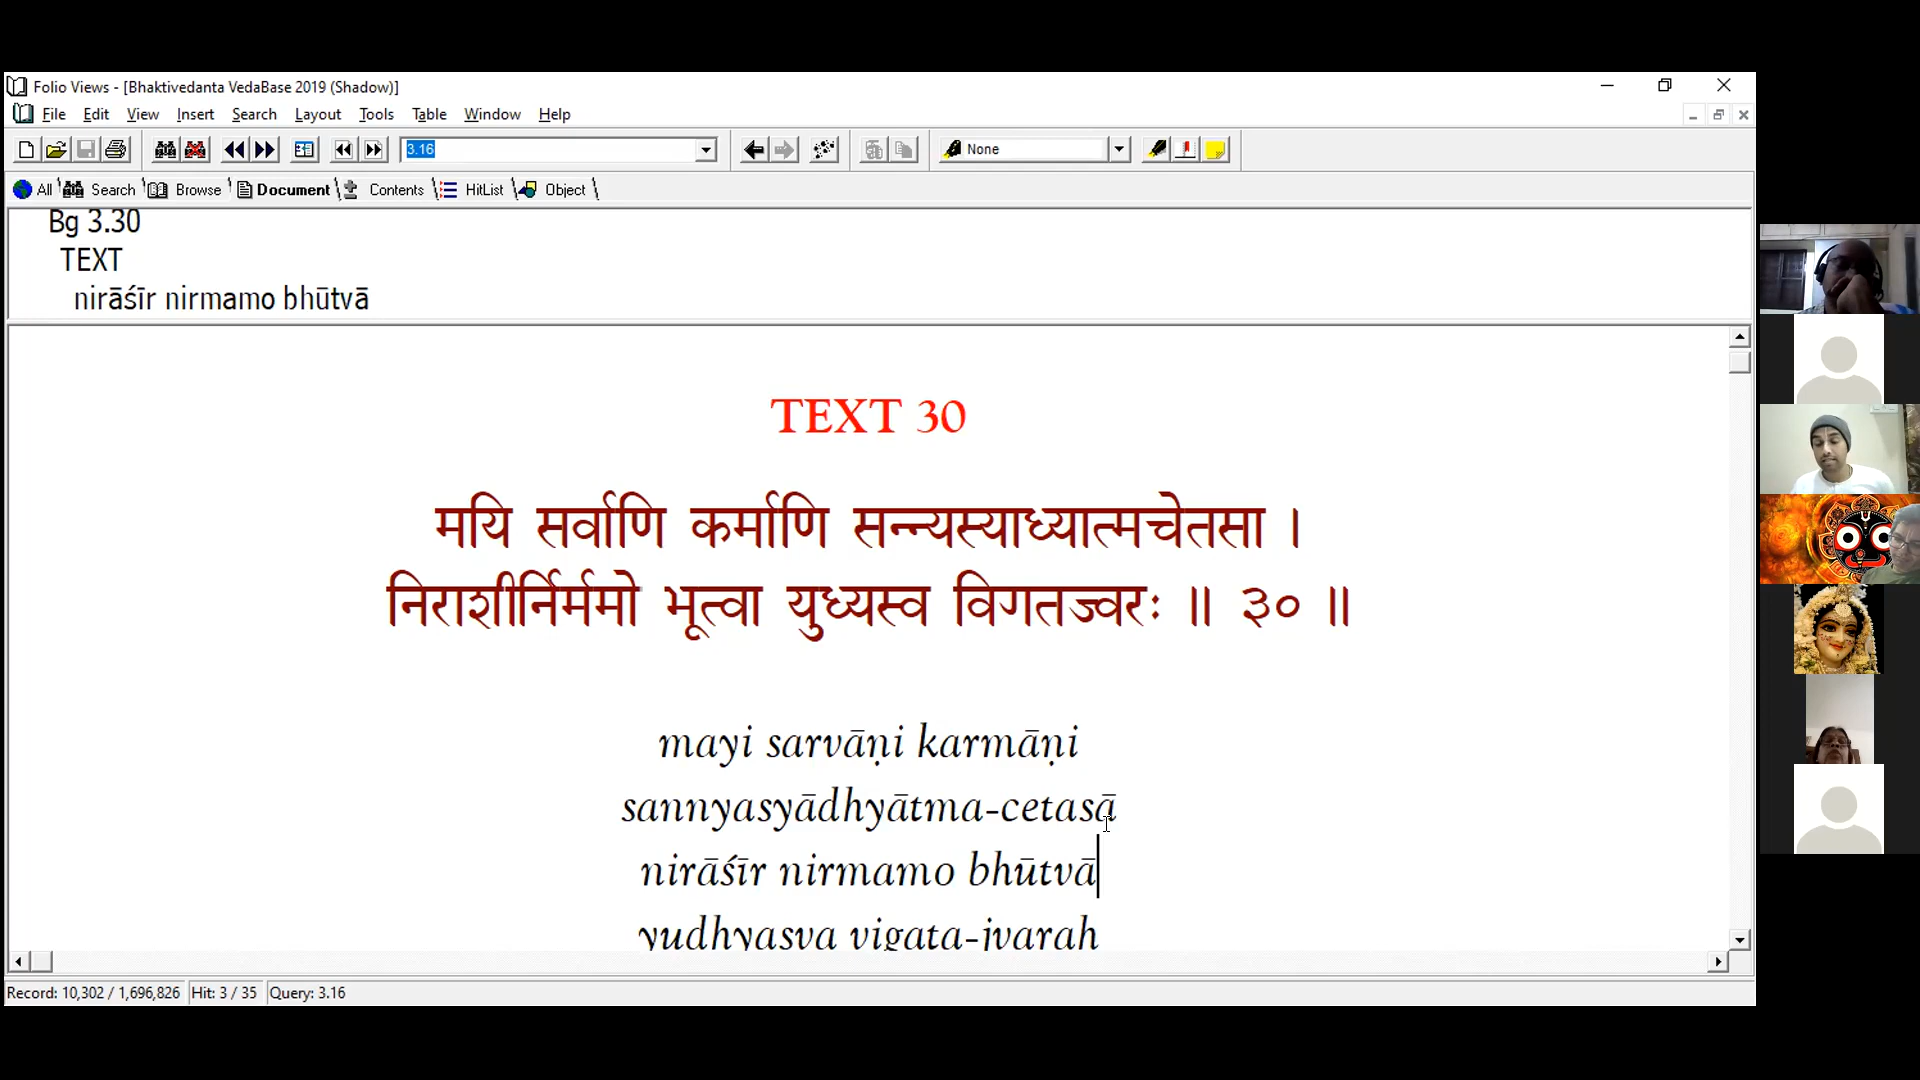 Folio Views - [Bhaktivedanta VedaBase 2019 (Shadow)]
File Edit View Insert Search Layout Tools Table Window Help
3.16 None
All Search Browse Document Contents HitList Object
Bg 3.30
TEXT
nirāśīr nirmamo bhūtvā
TEXT 30
मयि सर्वाणि कर्माणि सन्न्यस्याध्यात्मचेतसा ।
निराशीर्निर्ममो भूत्वा युध्यस्व विगतज्वरः ॥ ३० ॥
mayi sarvāṇi karmāṇi
sannyasyādhyātma-cetasā
nirāśīr nirmamo bhūtvā
yudhyasva vigata-jvaraḥ
Record: 10,302 / 1,696,826 Hit: 3 / 35 Query: 3.16